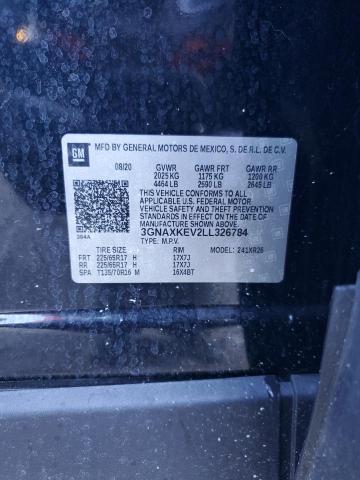 GM
MFD BY GENERAL MOTORS DE MEXICO, S. DE R.L. DE C.V.
08/20 GVWR GAWR FRT GAWR RR
2025 KG 1175 KG 1200 KG
4464 LB 2590 LB 2645 LB
THIS VEHICLE CONFORMS TO ALL
APPLICABLE U.S. FEDERAL MOTOR
VEHICLE SAFETY AND THEFT
PREVENTION STANDARDS IN EFFECT
ON THE DATE OF MANUFACTURE
SHOWN ABOVE.
384A 3GNAXKEV2LL326784
TYPE: M.P.V.
TIRE SIZE RIM 241XR26
FRT 225/65R17 H 17X7J
RR 225/65R17 H 17X7J
SPA T135/70R16 M 16X4BT